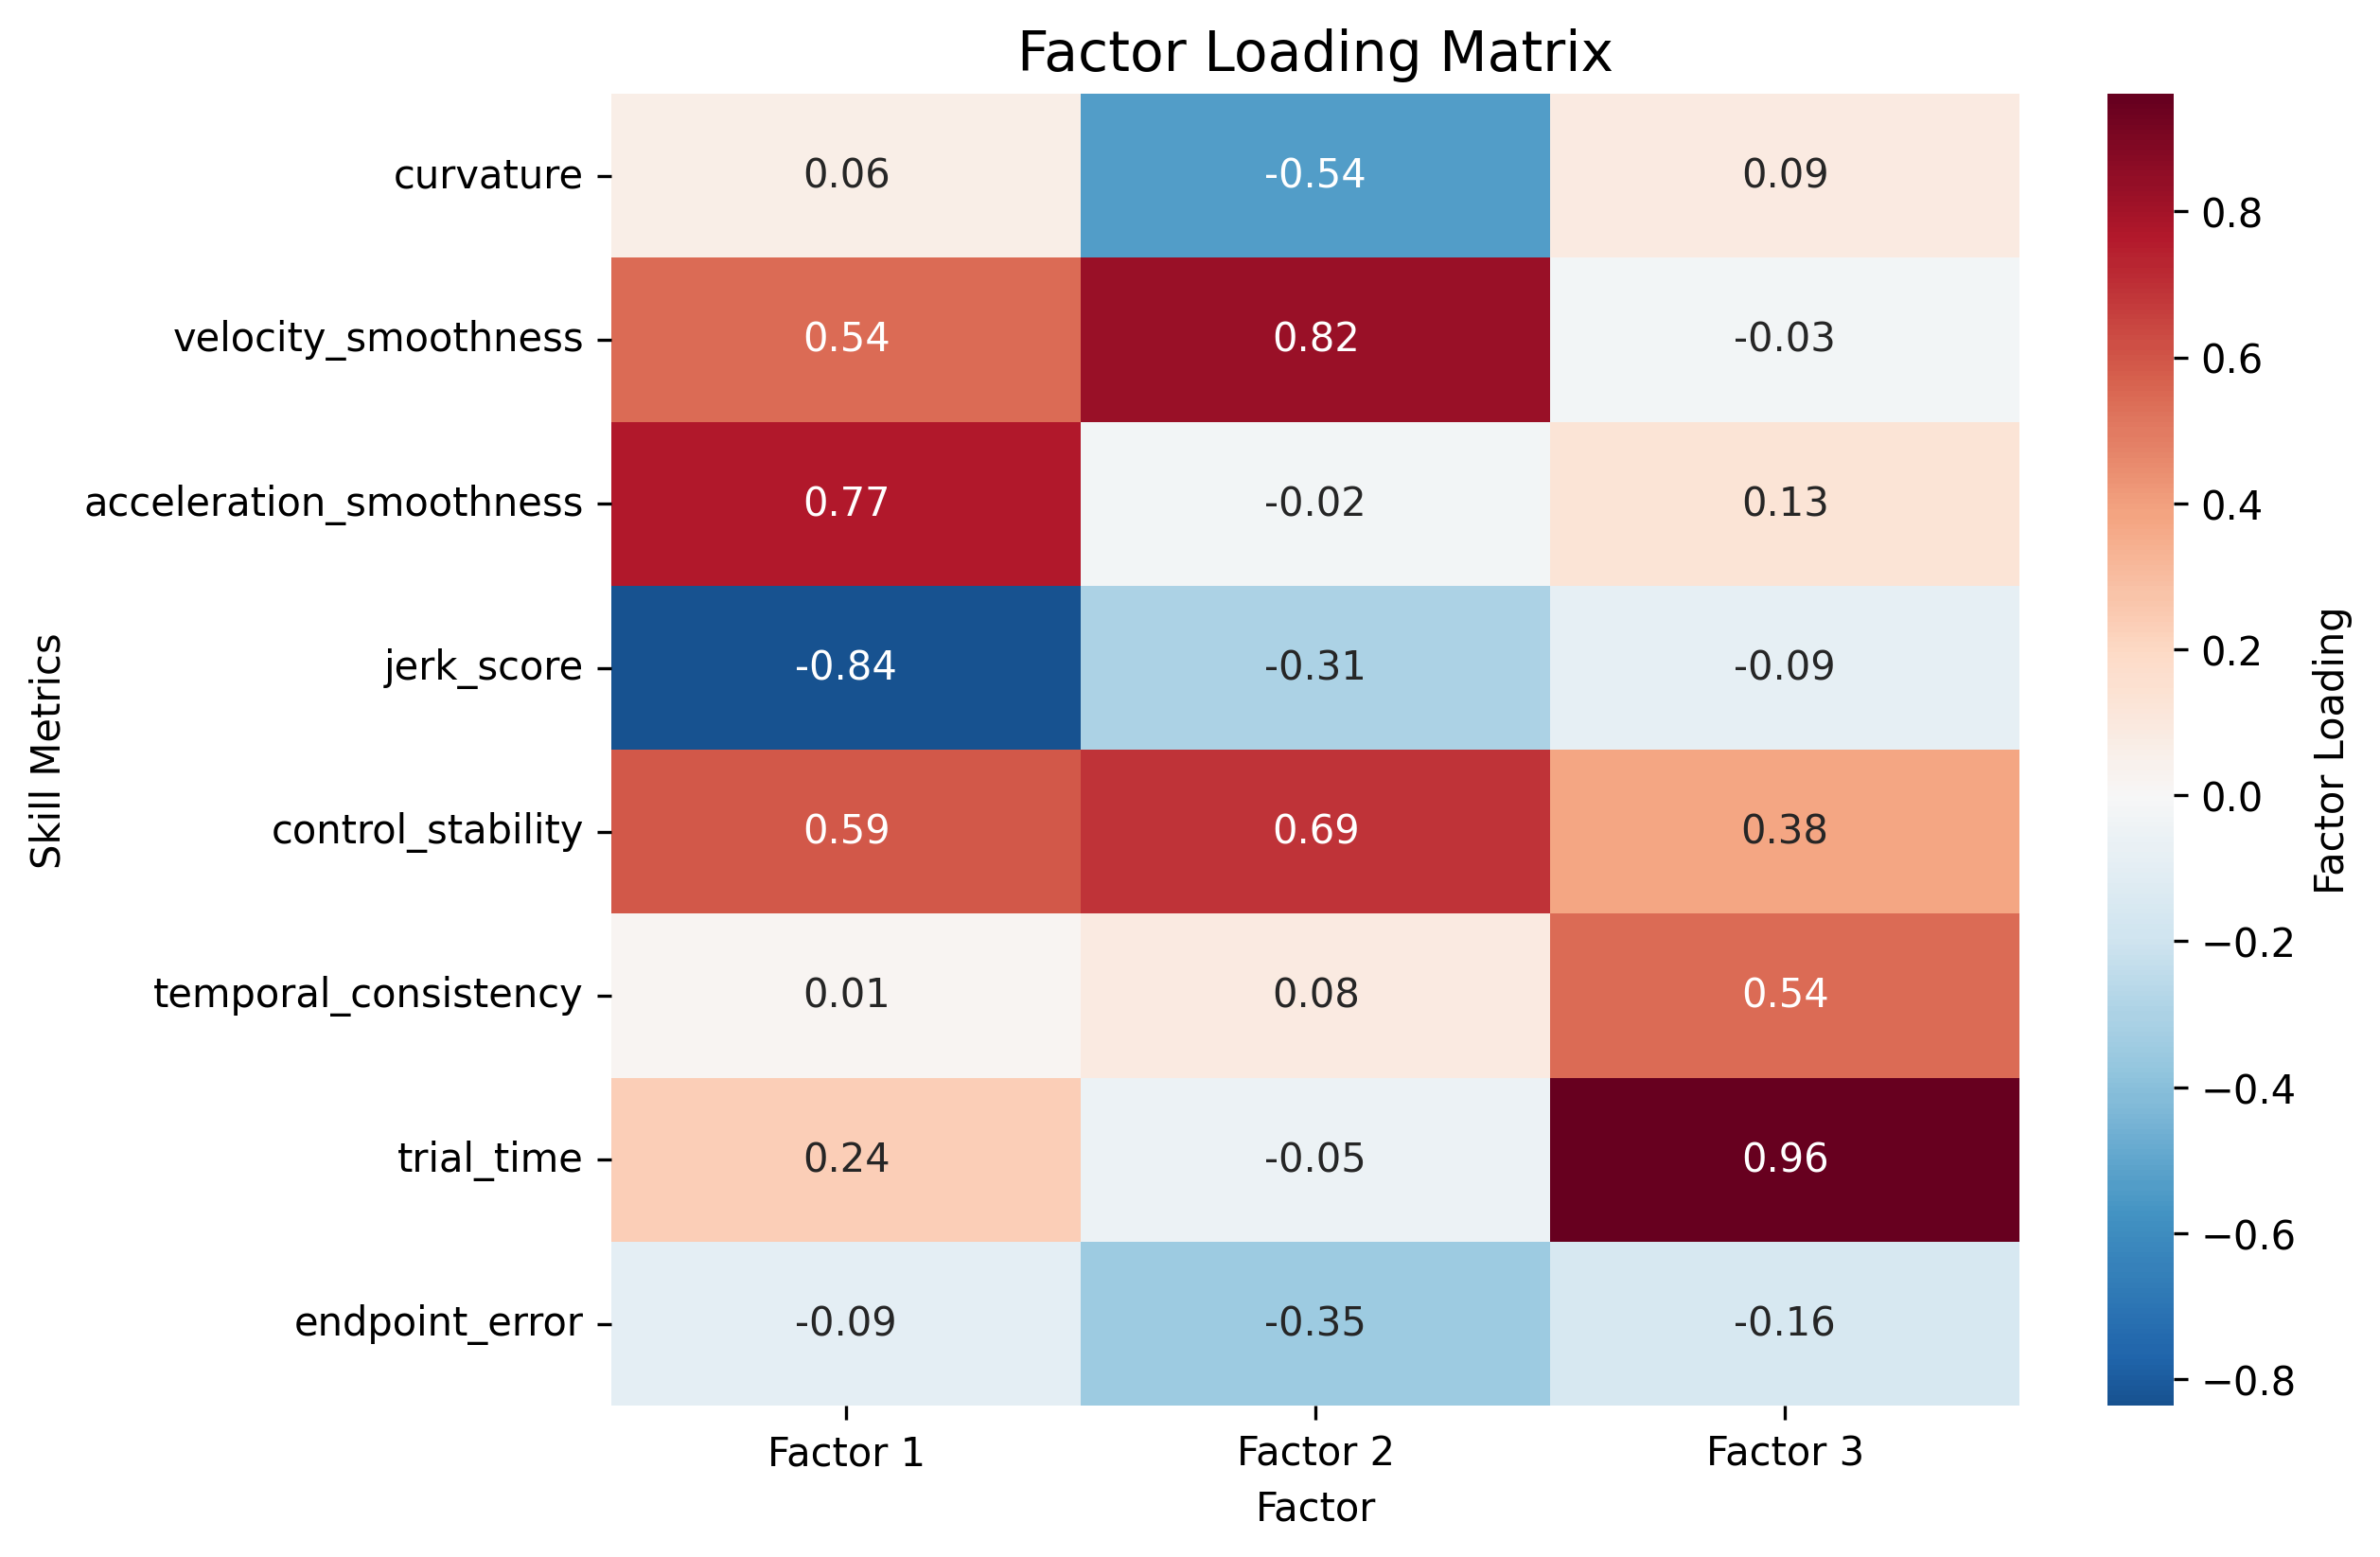 Factor Loading Matrix
Skill Metrics
curvature 0.06 -0.54 0.09
velocity_smoothness 0.54 0.82 -0.03
acceleration_smoothness 0.77 -0.02 0.13
jerk_score -0.84 -0.31 -0.09
control_stability 0.59 0.69 0.38
temporal_consistency 0.01 0.08 0.54
trial_time 0.24 -0.05 0.96
endpoint_error -0.09 -0.35 -0.16
Factor 1 Factor 2 Factor 3
Factor
0.8
0.6
0.4
0.2
0.0
−0.2
−0.4
−0.6
−0.8
Factor Loading